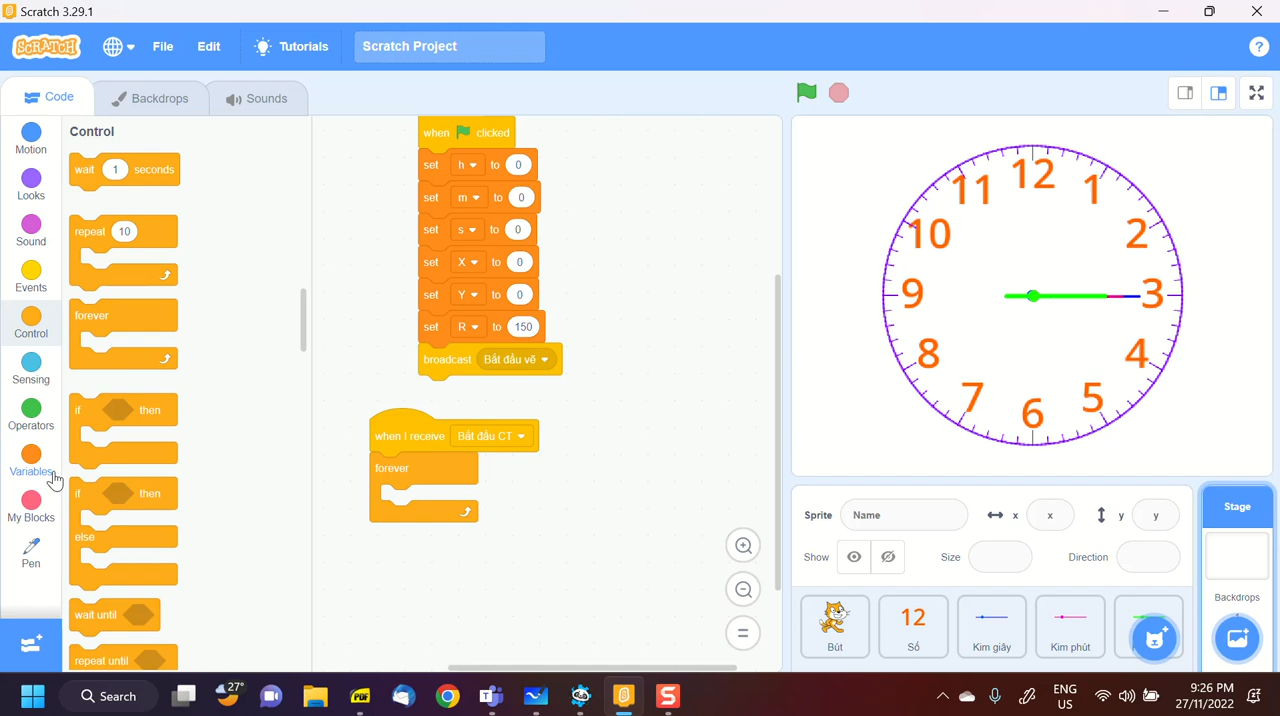 Scratch 3.29.1
SCRATCH File Edit Tutorials Scratch Project ?
Code Backdrops Sounds
Motion
Looks
Sound
Events
Control
Sensing
Operators
Variables
My Blocks
Pen
Control
wait 1 seconds
repeat 10
forever
if then
if then
else
wait until
repeat until
when clicked
set h to 0
set m to 0
set s to 0
set X to 0
set Y to 0
set R to 150
broadcast Bắt đầu vẽ
when I receive Bắt đầu CT
forever
12
11 1
10 2
9 3
8 4
7 5
6
Sprite Name x x y y
Show Size Direction
12
Bút Số Kim giây Kim phút
Stage
Backdrops
Search 27° PDF S ENG US 9:26 PM 27/11/2022